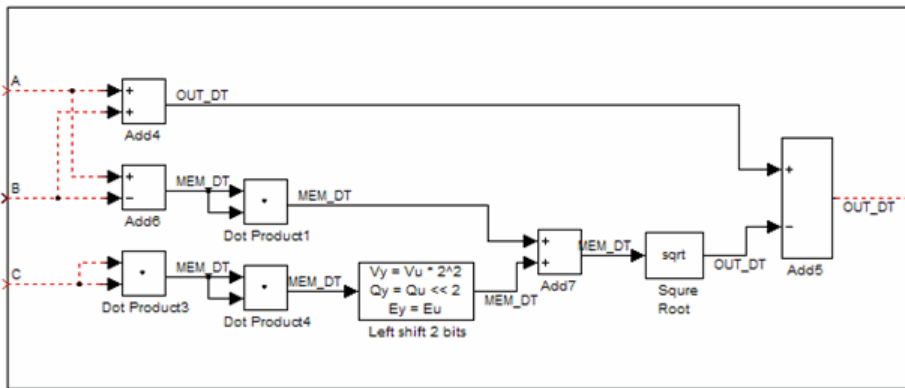 A
+
+
OUT_DT
Add4
+
B
−
MEM_DT
Add6
MEM_DT
Dot Product1
+
−
OUT_DT
Add5
+
+
MEM_DT
Add7
sqrt
OUT_DT
Squre
Root
C
MEM_DT
Dot Product3
MEM_DT
Dot Product4
Vy = Vu * 2^2
Qy = Qu << 2
Ey = Eu
MEM_DT
Left shift 2 bits